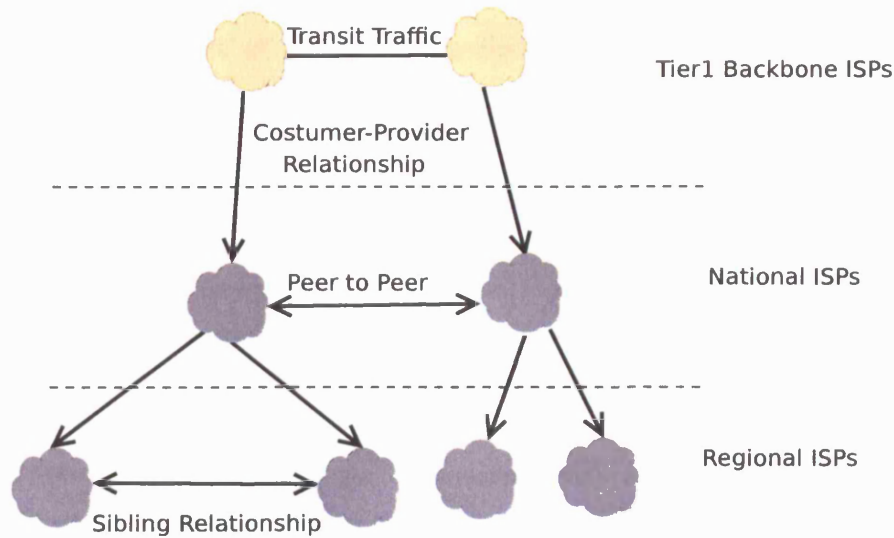 Transit Traffic
Tier1 Backbone ISPs
Costumer-Provider
Relationship
Peer to Peer
National ISPs
Regional ISPs
Sibling Relationship